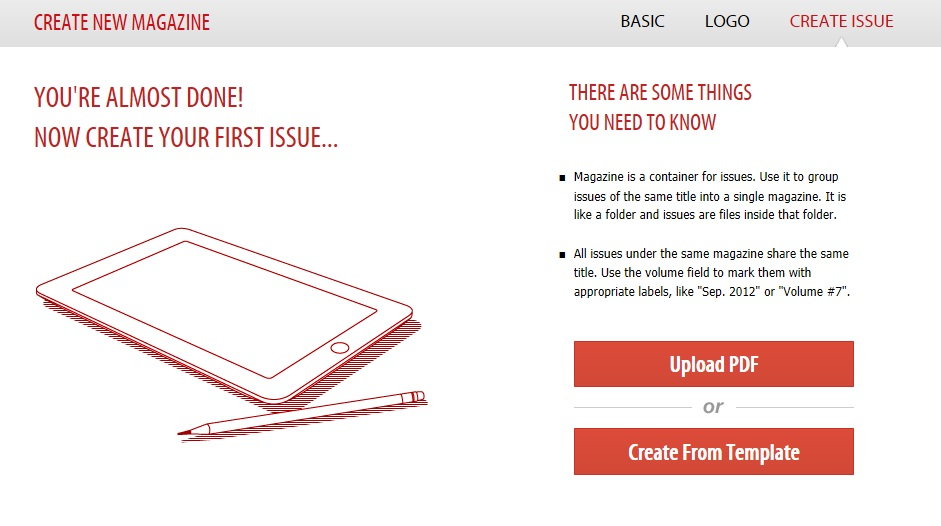 CREATE NEW MAGAZINE
BASIC
LOGO
CREATE ISSUE
YOU'RE ALMOST DONE!
NOW CREATE YOUR FIRST ISSUE...
THERE ARE SOME THINGS
YOU NEED TO KNOW
Magazine is a container for issues. Use it to group
issues of the same title into a single magazine. It is
like a folder and issues are files inside that folder.
All issues under the same magazine share the same
title. Use the volume field to mark them with
appropriate labels, like "Sep. 2012" or "Volume #7".
Upload PDF
or
Create From Template